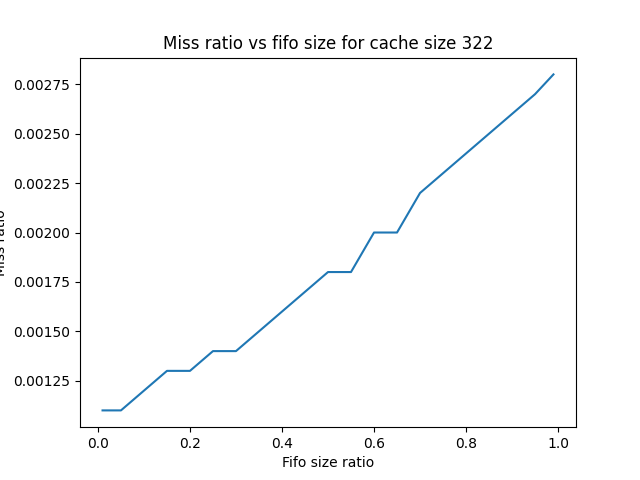 Miss ratio vs fifo size for cache size 322
0.00275
0.00250
0.00225
0.00200
0.00175
0.00150
0.00125
Miss ratio
0.0 0.2 0.4 0.6 0.8 1.0
Fifo size ratio